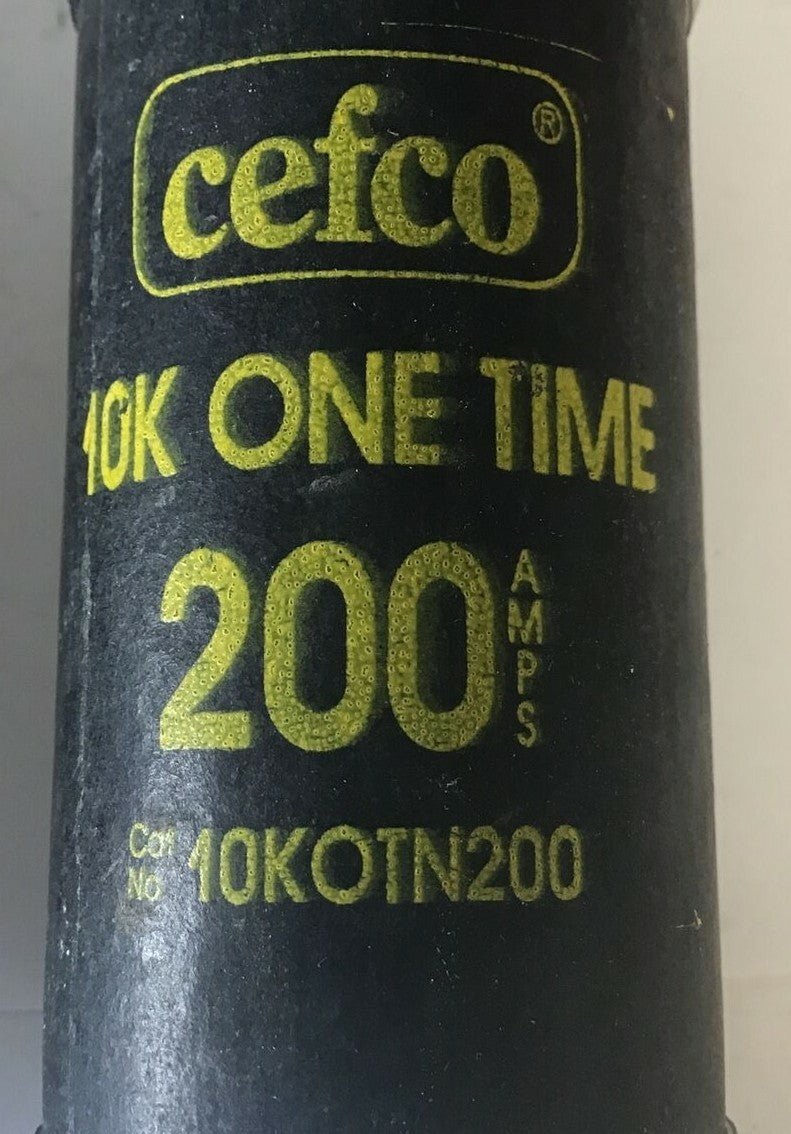 cefco®
10K ONE TIME
200 AMPS
Cat No. 10KOTN200